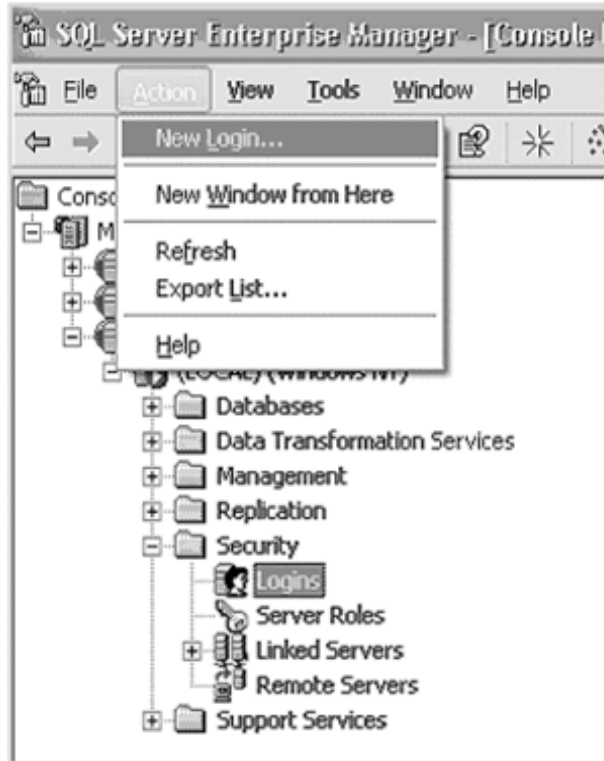 SQL Server Enterprise Manager - [Console
File Action View Tools Window Help
New Login...
New Window from Here
Refresh
Export List...
Help
Conso
M
(LOCAL) (Windows NT)
Databases
Data Transformation Services
Management
Replication
Security
Logins
Server Roles
Linked Servers
Remote Servers
Support Services